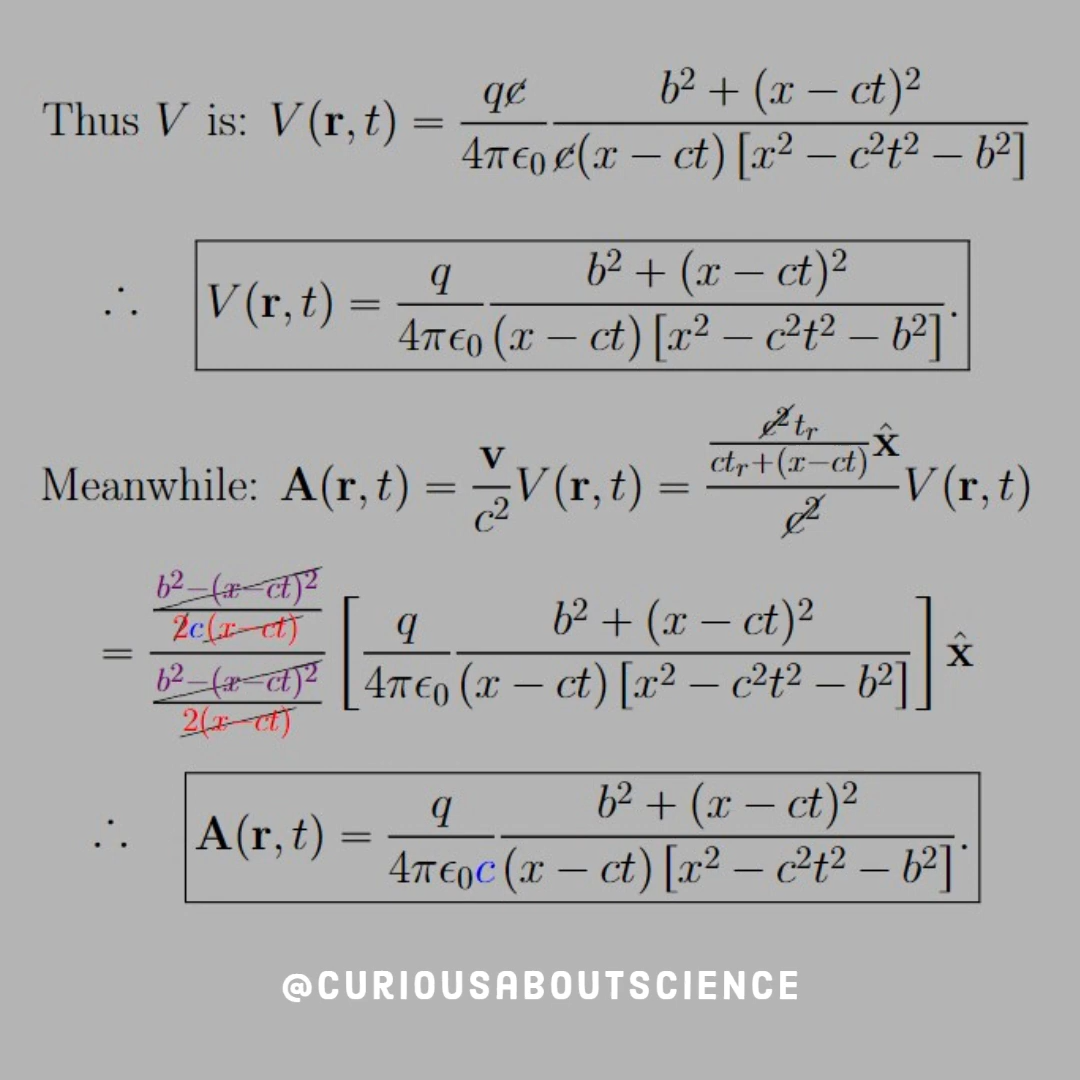 Thus V is: V(𝐫, t) = qc̸/4πϵ₀ b² + (x − ct)²/c̸(x − ct) [x² − c²t² − b²]
∴ V(𝐫, t) = q/4πϵ₀ b² + (x − ct)²/(x − ct) [x² − c²t² − b²].
Meanwhile: 𝐀(𝐫, t) = 𝐯/c² V(𝐫, t) = c²tᵣ/ctᵣ+(x−ct) 𝐱̂/c² V(𝐫, t)
= b²−(x−ct)²/2c(x−ct)/b²−(x−ct)²/2(x−ct) [q/4πϵ₀ b² + (x − ct)²/(x − ct) [x² − c²t² − b²]] 𝐱̂
∴ 𝐀(𝐫, t) = q/4πϵ₀c b² + (x − ct)²/(x − ct) [x² − c²t² − b²].
@CURIOUSABOUTSCIENCE